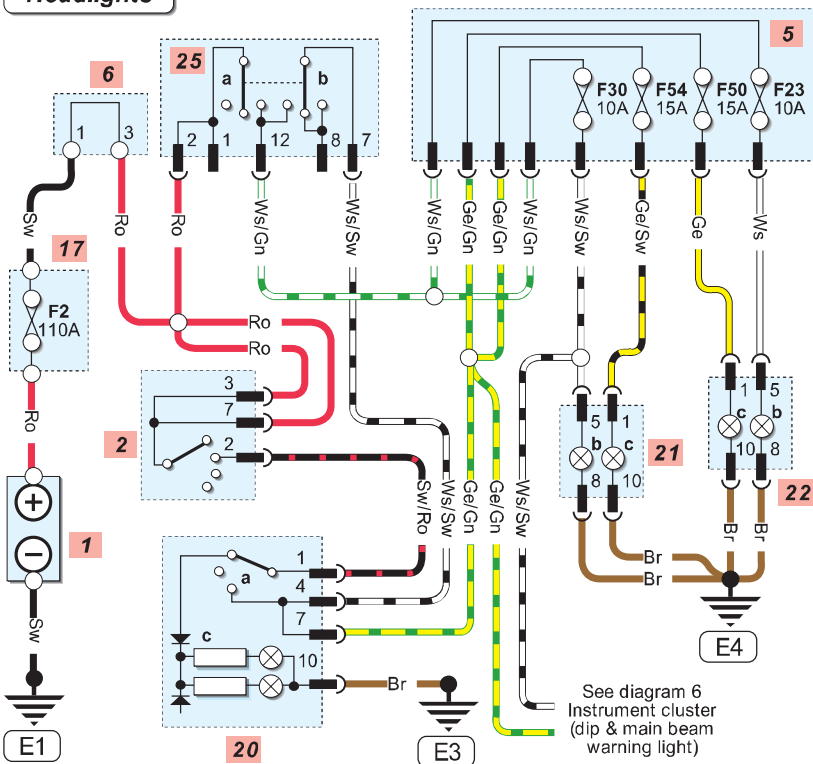 Headlights
5
25
6
a
b
F30
10A
F54
15A
F50
15A
F23
10A
1
3
2
1
12
8
7
Sw
Ro
Ro
Ws/Gn
Ws/Sw
Ws/Gn
Ge/Gn
Ge/Gn
Ws/Gn
Ws/Sw
Ge/Sw
Ge
Ws
17
F2
110A
Ro
Ro
3
7
2
2
1
5
b
c
8
10
5
1
c
b
10
8
21
22
Ro
Sw/Ro
Ws/Sw
Ge/Gn
Ge/Gn
Ws/Sw
+
−
1
Sw
a
1
4
7
c
10
Br
Br
Br
Br
Br
E4
See diagram 6
Instrument cluster
(dip & main beam
warning light)
E1
20
E3